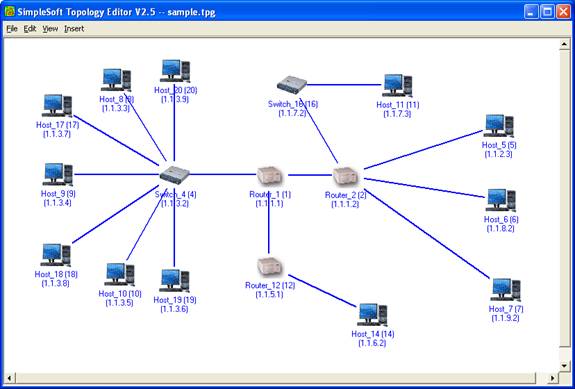 SimpleSoft Topology Editor V2.5 -- sample.tpg
File Edit View Insert
Host_20 (20)
(1.1.3.9)
Host_8 (8)
(1.1.3.3)
Switch_16 (16)
(1.1.7.2)
Host_11 (11)
(1.1.7.3)
Host_17 (17)
(1.1.3.7)
Host_5 (5)
(1.1.2.3)
Host_9 (9)
(1.1.3.4)
Switch_4 (4)
(1.1.3.2)
Router_1 (1)
(1.1.1.1)
Router_2 (2)
(1.1.1.2)
Host_6 (6)
(1.1.8.2)
Host_18 (18)
(1.1.3.8)
Host_10 (10)
(1.1.3.5)
Host_19 (19)
(1.1.3.6)
Router_12 (12)
(1.1.5.1)
Host_7 (7)
(1.1.9.2)
Host_14 (14)
(1.1.6.2)